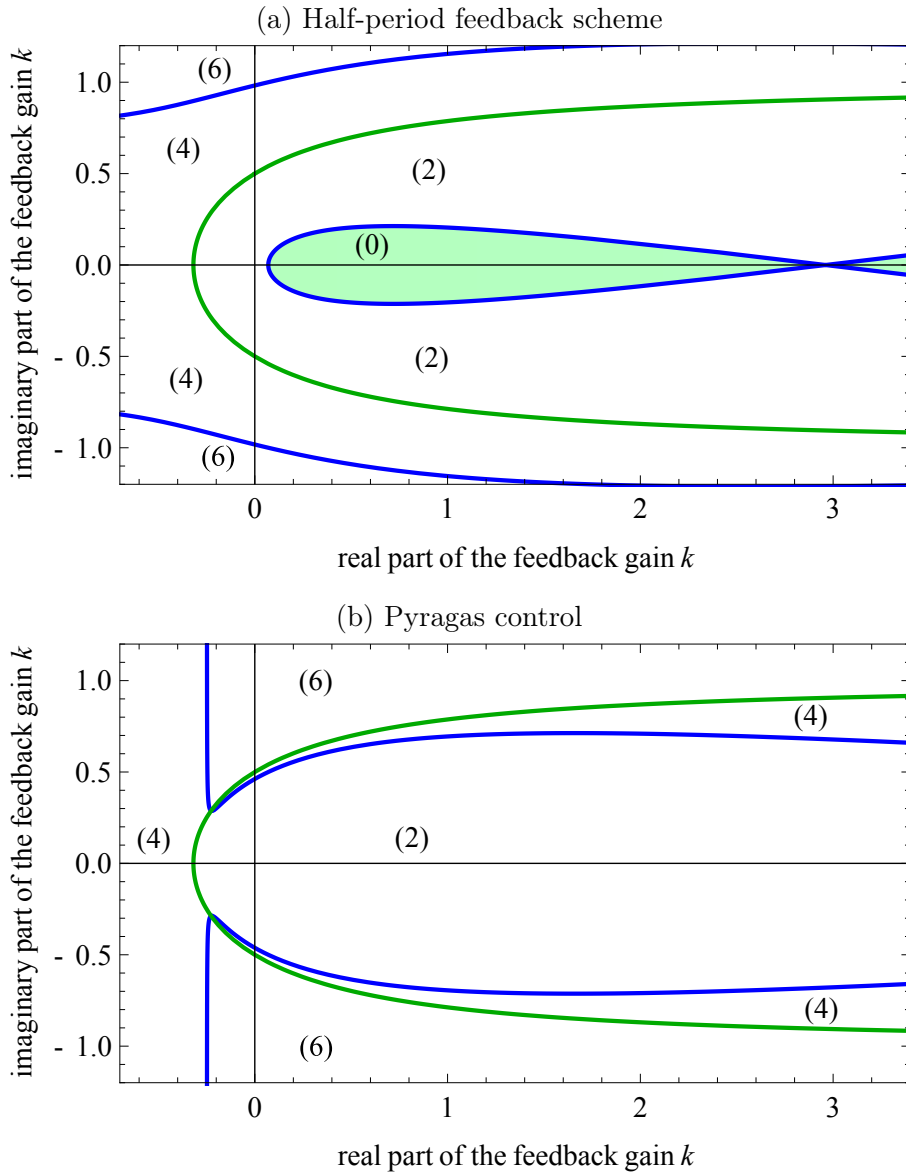 (a) Half-period feedback scheme
imaginary part of the feedback gain k
1.0
0.5
0.0
- 0.5
- 1.0
(6)
(4)
(2)
(0)
(2)
(4)
(6)
0 1 2 3
real part of the feedback gain k
(b) Pyragas control
imaginary part of the feedback gain k
1.0
0.5
0.0
- 0.5
- 1.0
(6)
(4)
(4)
(2)
(4)
(6)
0 1 2 3
real part of the feedback gain k